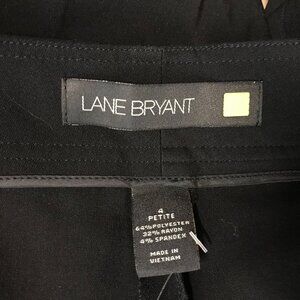 LANE BRYANT
4
PETITE
64% POLYESTER
32% RAYON
4% SPANDEX
MADE IN
VIETNAM